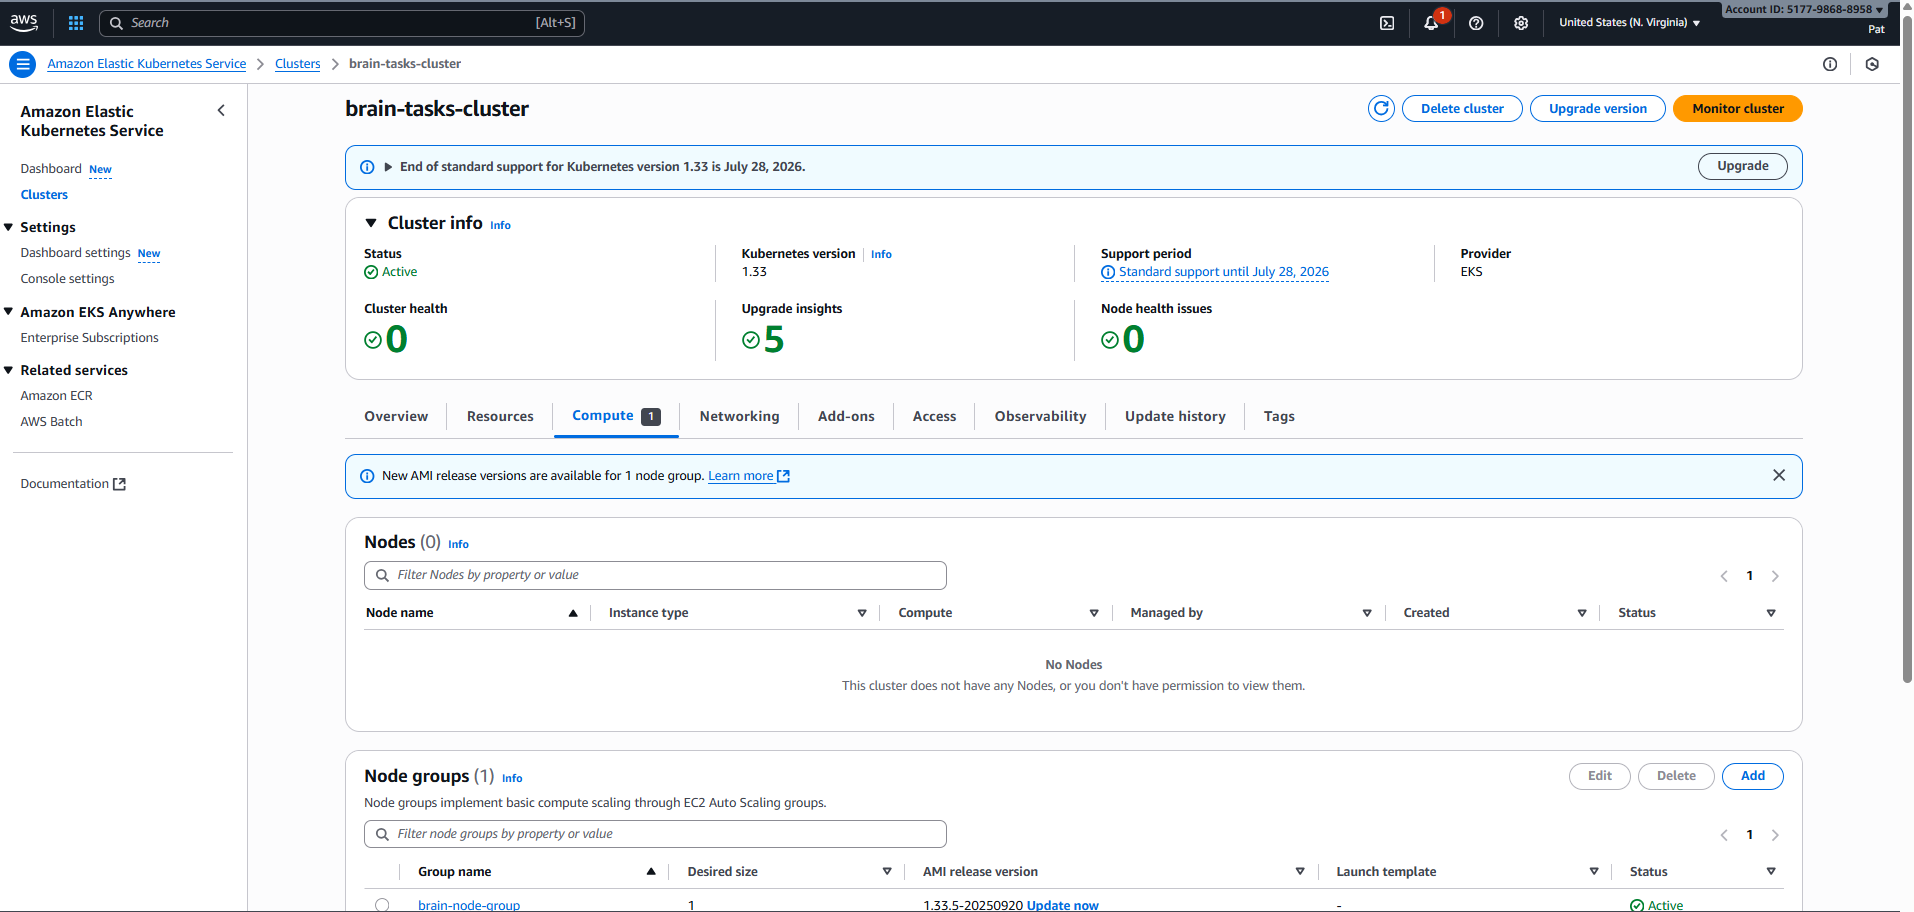 aws
Search [Alt+S]
1
United States (N. Virginia)
Account ID: 5177-9868-8958
Pat
Amazon Elastic Kubernetes Service > Clusters > brain-tasks-cluster
Amazon Elastic
Kubernetes Service
Dashboard New
Clusters
Settings
Dashboard settings New
Console settings
Amazon EKS Anywhere
Enterprise Subscriptions
Related services
Amazon ECR
AWS Batch
Documentation
brain-tasks-cluster
Delete cluster
Upgrade version
Monitor cluster
End of standard support for Kubernetes version 1.33 is July 28, 2026.
Upgrade
Cluster info Info
Status
Active
Kubernetes version Info
1.33
Support period
Standard support until July 28, 2026
Provider
EKS
Cluster health
0
Upgrade insights
5
Node health issues
0
Overview Resources Compute 1 Networking Add-ons Access Observability Update history Tags
New AMI release versions are available for 1 node group. Learn more
Nodes (0) Info
Filter Nodes by property or value
1
Node name Instance type Compute Managed by Created Status
No Nodes
This cluster does not have any Nodes, or you don't have permission to view them.
Node groups (1) Info
Edit Delete Add
Node groups implement basic compute scaling through EC2 Auto Scaling groups.
Filter node groups by property or value
1
Group name Desired size AMI release version Launch template Status
brain-node-group 1 1.33.5-20250920 Update now - Active